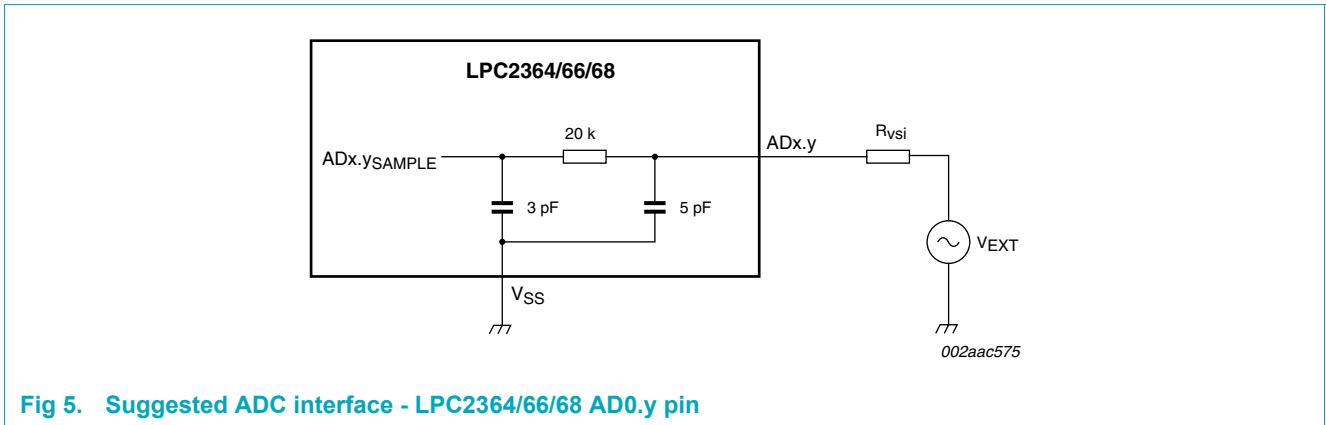 LPC2364/66/68
20 k
ADx.y
Rvsi
ADx.ySAMPLE
3 pF
5 pF
VEXT
VSS
002aac575
Fig 5. Suggested ADC interface - LPC2364/66/68 AD0.y pin